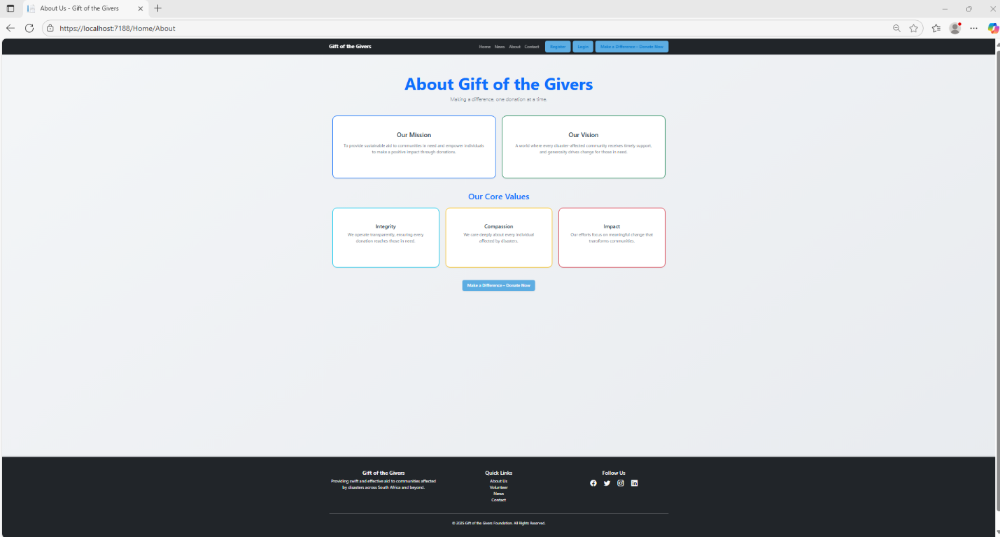 About Us - Gift of the Givers
https://localhost:7188/Home/About
Gift of the Givers
Home News About Contact Register Login Make a Difference – Donate Now
About Gift of the Givers
Making a difference, one donation at a time.
Our Mission
To provide sustainable aid to communities in need and empower individuals
to make a positive impact through donations.
Our Vision
A world where every disaster-affected community receives timely support,
and generosity drives change for those in need.
Our Core Values
Integrity
We operate transparently, ensuring every
donation reaches those in need.
Compassion
We care deeply about every individual
affected by disasters.
Impact
Our efforts focus on meaningful change that
transforms communities.
Make a Difference – Donate Now
Gift of the Givers
Providing swift and effective aid to communities affected
by disasters across South Africa and beyond.
Quick Links
About Us
Volunteer
News
Contact
Follow Us
© 2025 Gift of the Givers Foundation. All Rights Reserved.